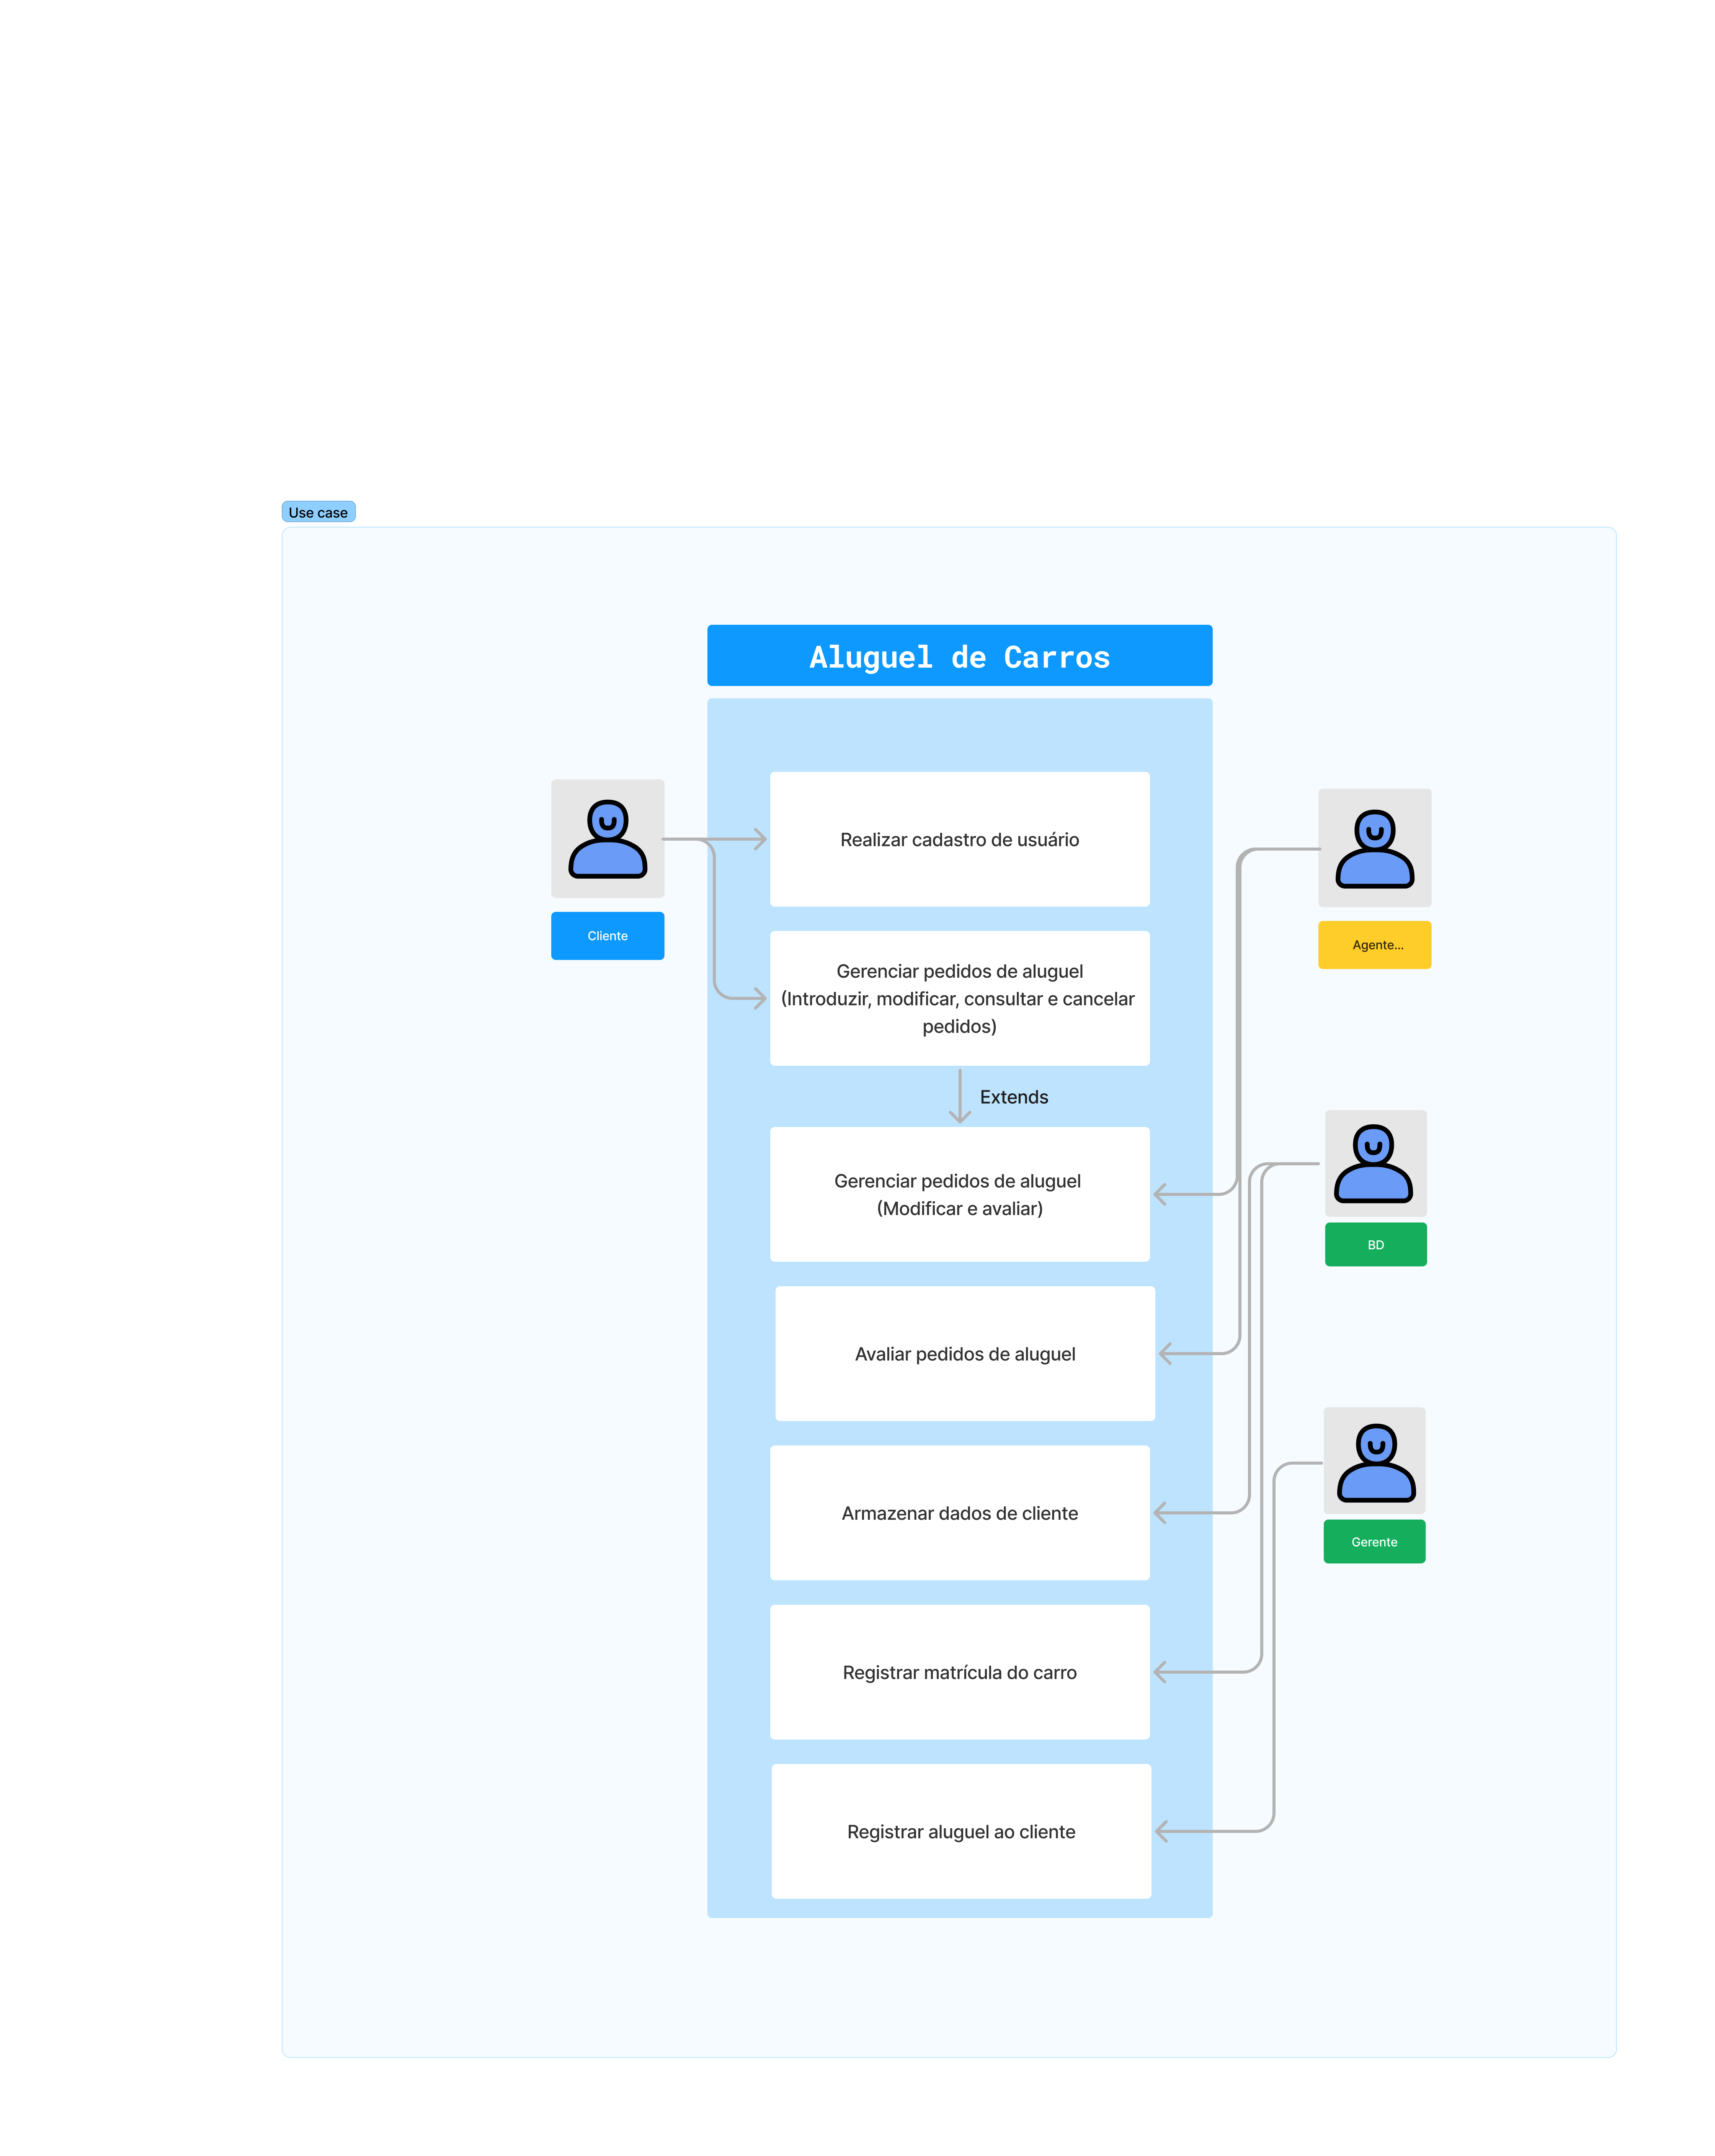 Use case
Aluguel de Carros
Realizar cadastro de usuário
Cliente
Agente...
Gerenciar pedidos de aluguel
(Introduzir, modificar, consultar e cancelar
pedidos)
Extends
Gerenciar pedidos de aluguel
(Modificar e avaliar)
BD
Avaliar pedidos de aluguel
Armazenar dados de cliente
Gerente
Registrar matrícula do carro
Registrar aluguel ao cliente